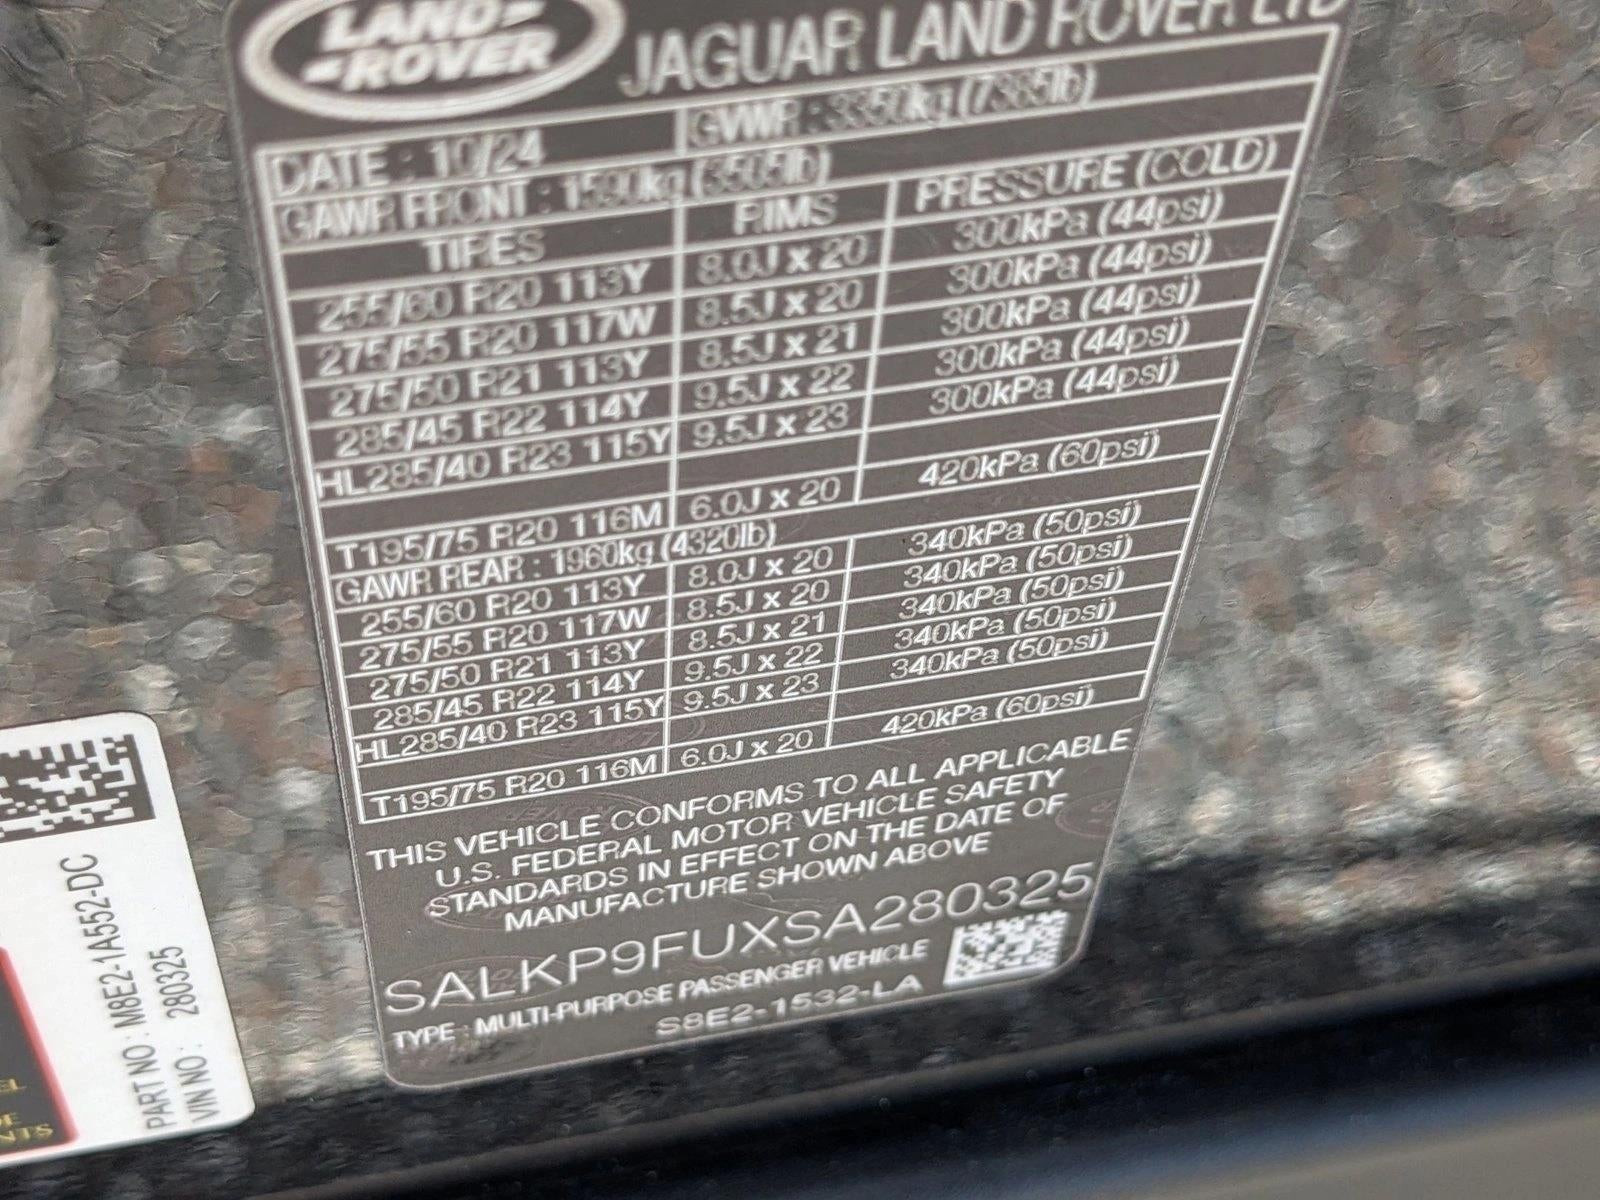 LAND-
-ROVER
JAGUAR LAND ROVER LTD
DATE : 10/24 GVWR : 3350kg (7385lb)
GAWR FRONT : 1590kg (3505lb)
TIRES RIMS PRESSURE (COLD)
255/60 R20 113Y 8.0J x 20 300kPa (44psi)
275/55 R20 117W 8.5J x 20 300kPa (44psi)
275/50 R21 113Y 8.5J x 21 300kPa (44psi)
285/45 R22 114Y 9.5J x 22 300kPa (44psi)
HL285/40 R23 115Y 9.5J x 23 300kPa (44psi)
T195/75 R20 116M 6.0J x 20 420kPa (60psi)
GAWR REAR : 1960kg (4320lb)
255/60 R20 113Y 8.0J x 20 340kPa (50psi)
275/55 R20 117W 8.5J x 20 340kPa (50psi)
275/50 R21 113Y 8.5J x 21 340kPa (50psi)
285/45 R22 114Y 9.5J x 22 340kPa (50psi)
HL285/40 R23 115Y 9.5J x 23 340kPa (50psi)
T195/75 R20 116M 6.0J x 20 420kPa (60psi)
THIS VEHICLE CONFORMS TO ALL APPLICABLE
U.S. FEDERAL MOTOR VEHICLE SAFETY
STANDARDS IN EFFECT ON THE DATE OF
MANUFACTURE SHOWN ABOVE
SALKP9FUXSA280325
TYPE : MULTI-PURPOSE PASSENGER VEHICLE
S8E2-1532-LA
PART NO : M8E2-1A552-DC
VIN NO : 280325